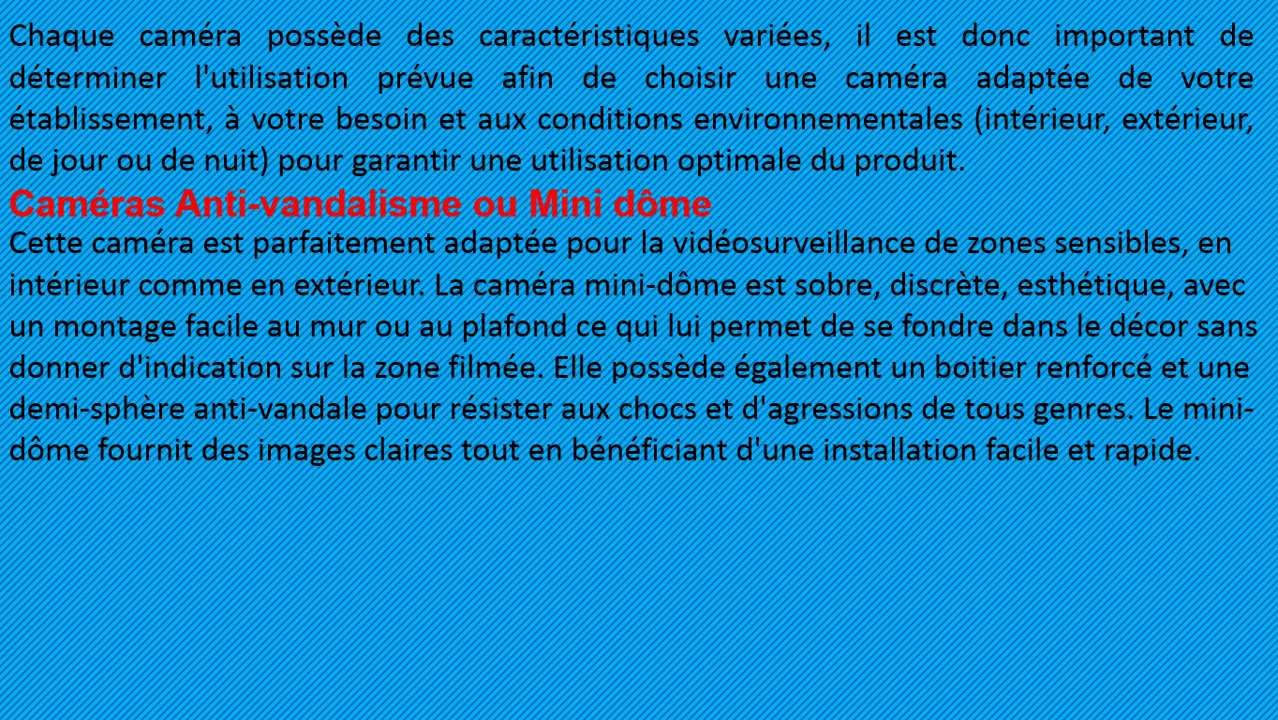 Chaque caméra possède des caractéristiques variées, il est donc important de
déterminer l'utilisation prévue afin de choisir une caméra adaptée de votre
établissement, à votre besoin et aux conditions environnementales (intérieur, extérieur,
de jour ou de nuit) pour garantir une utilisation optimale du produit.
Caméras Anti-vandalisme ou Mini dôme
Cette caméra est parfaitement adaptée pour la vidéosurveillance de zones sensibles, en
intérieur comme en extérieur. La caméra mini-dôme est sobre, discrète, esthétique, avec
un montage facile au mur ou au plafond ce qui lui permet de se fondre dans le décor sans
donner d'indication sur la zone filmée. Elle possède également un boitier renforcé et une
demi-sphère anti-vandale pour résister aux chocs et d'agressions de tous genres. Le mini-
dôme fournit des images claires tout en bénéficiant d'une installation facile et rapide.